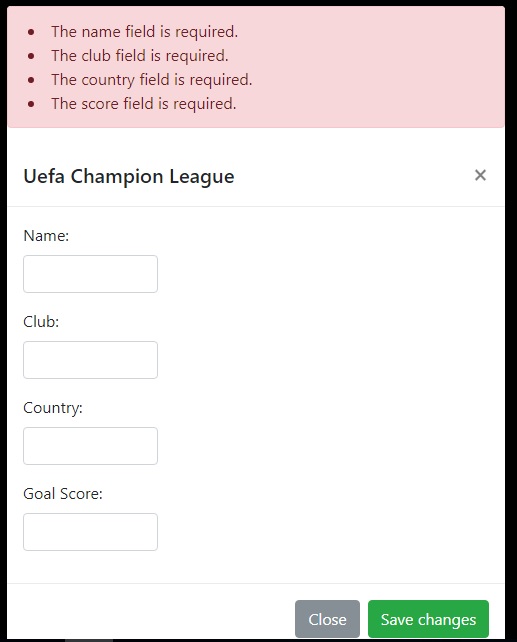 The name field is required.
The club field is required.
The country field is required.
The score field is required.
Uefa Champion League ×
Name:
Club:
Country:
Goal Score:
Close Save changes